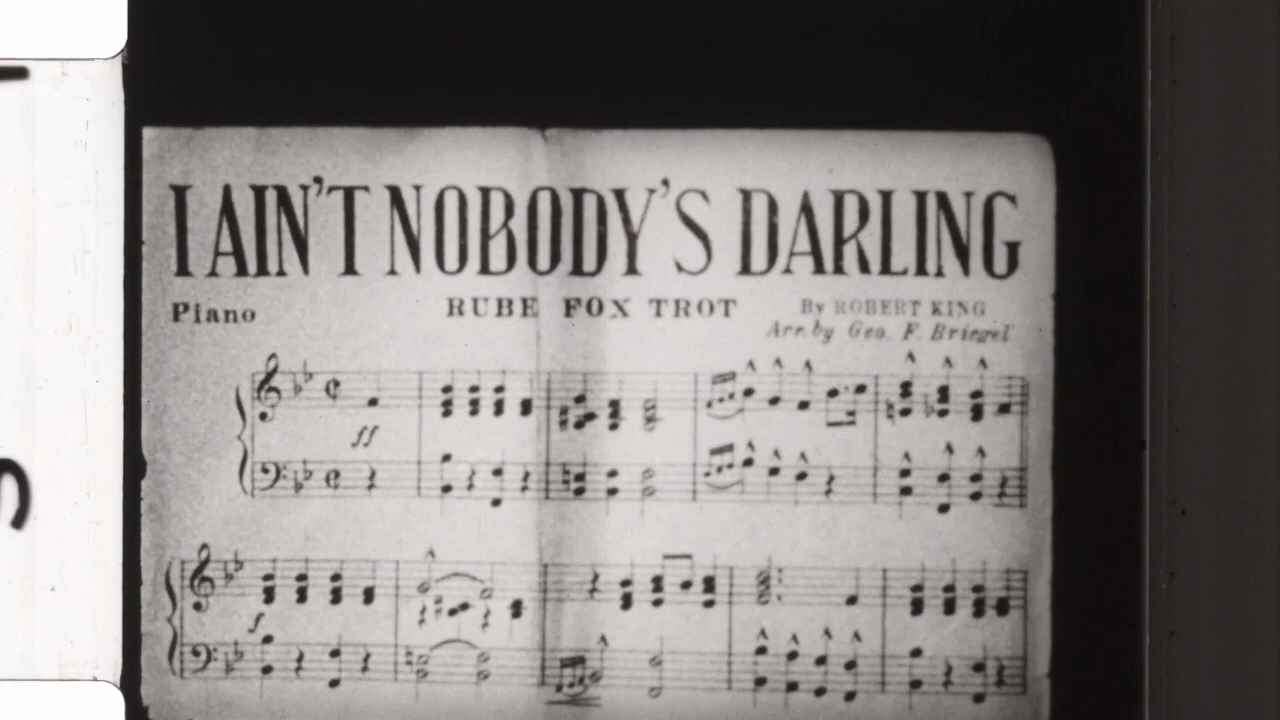 I AIN'T NOBODY'S DARLING
Piano
RUBE FOX TROT
By ROBERT KING
Arr. by Geo. F. Briegel
ff
f